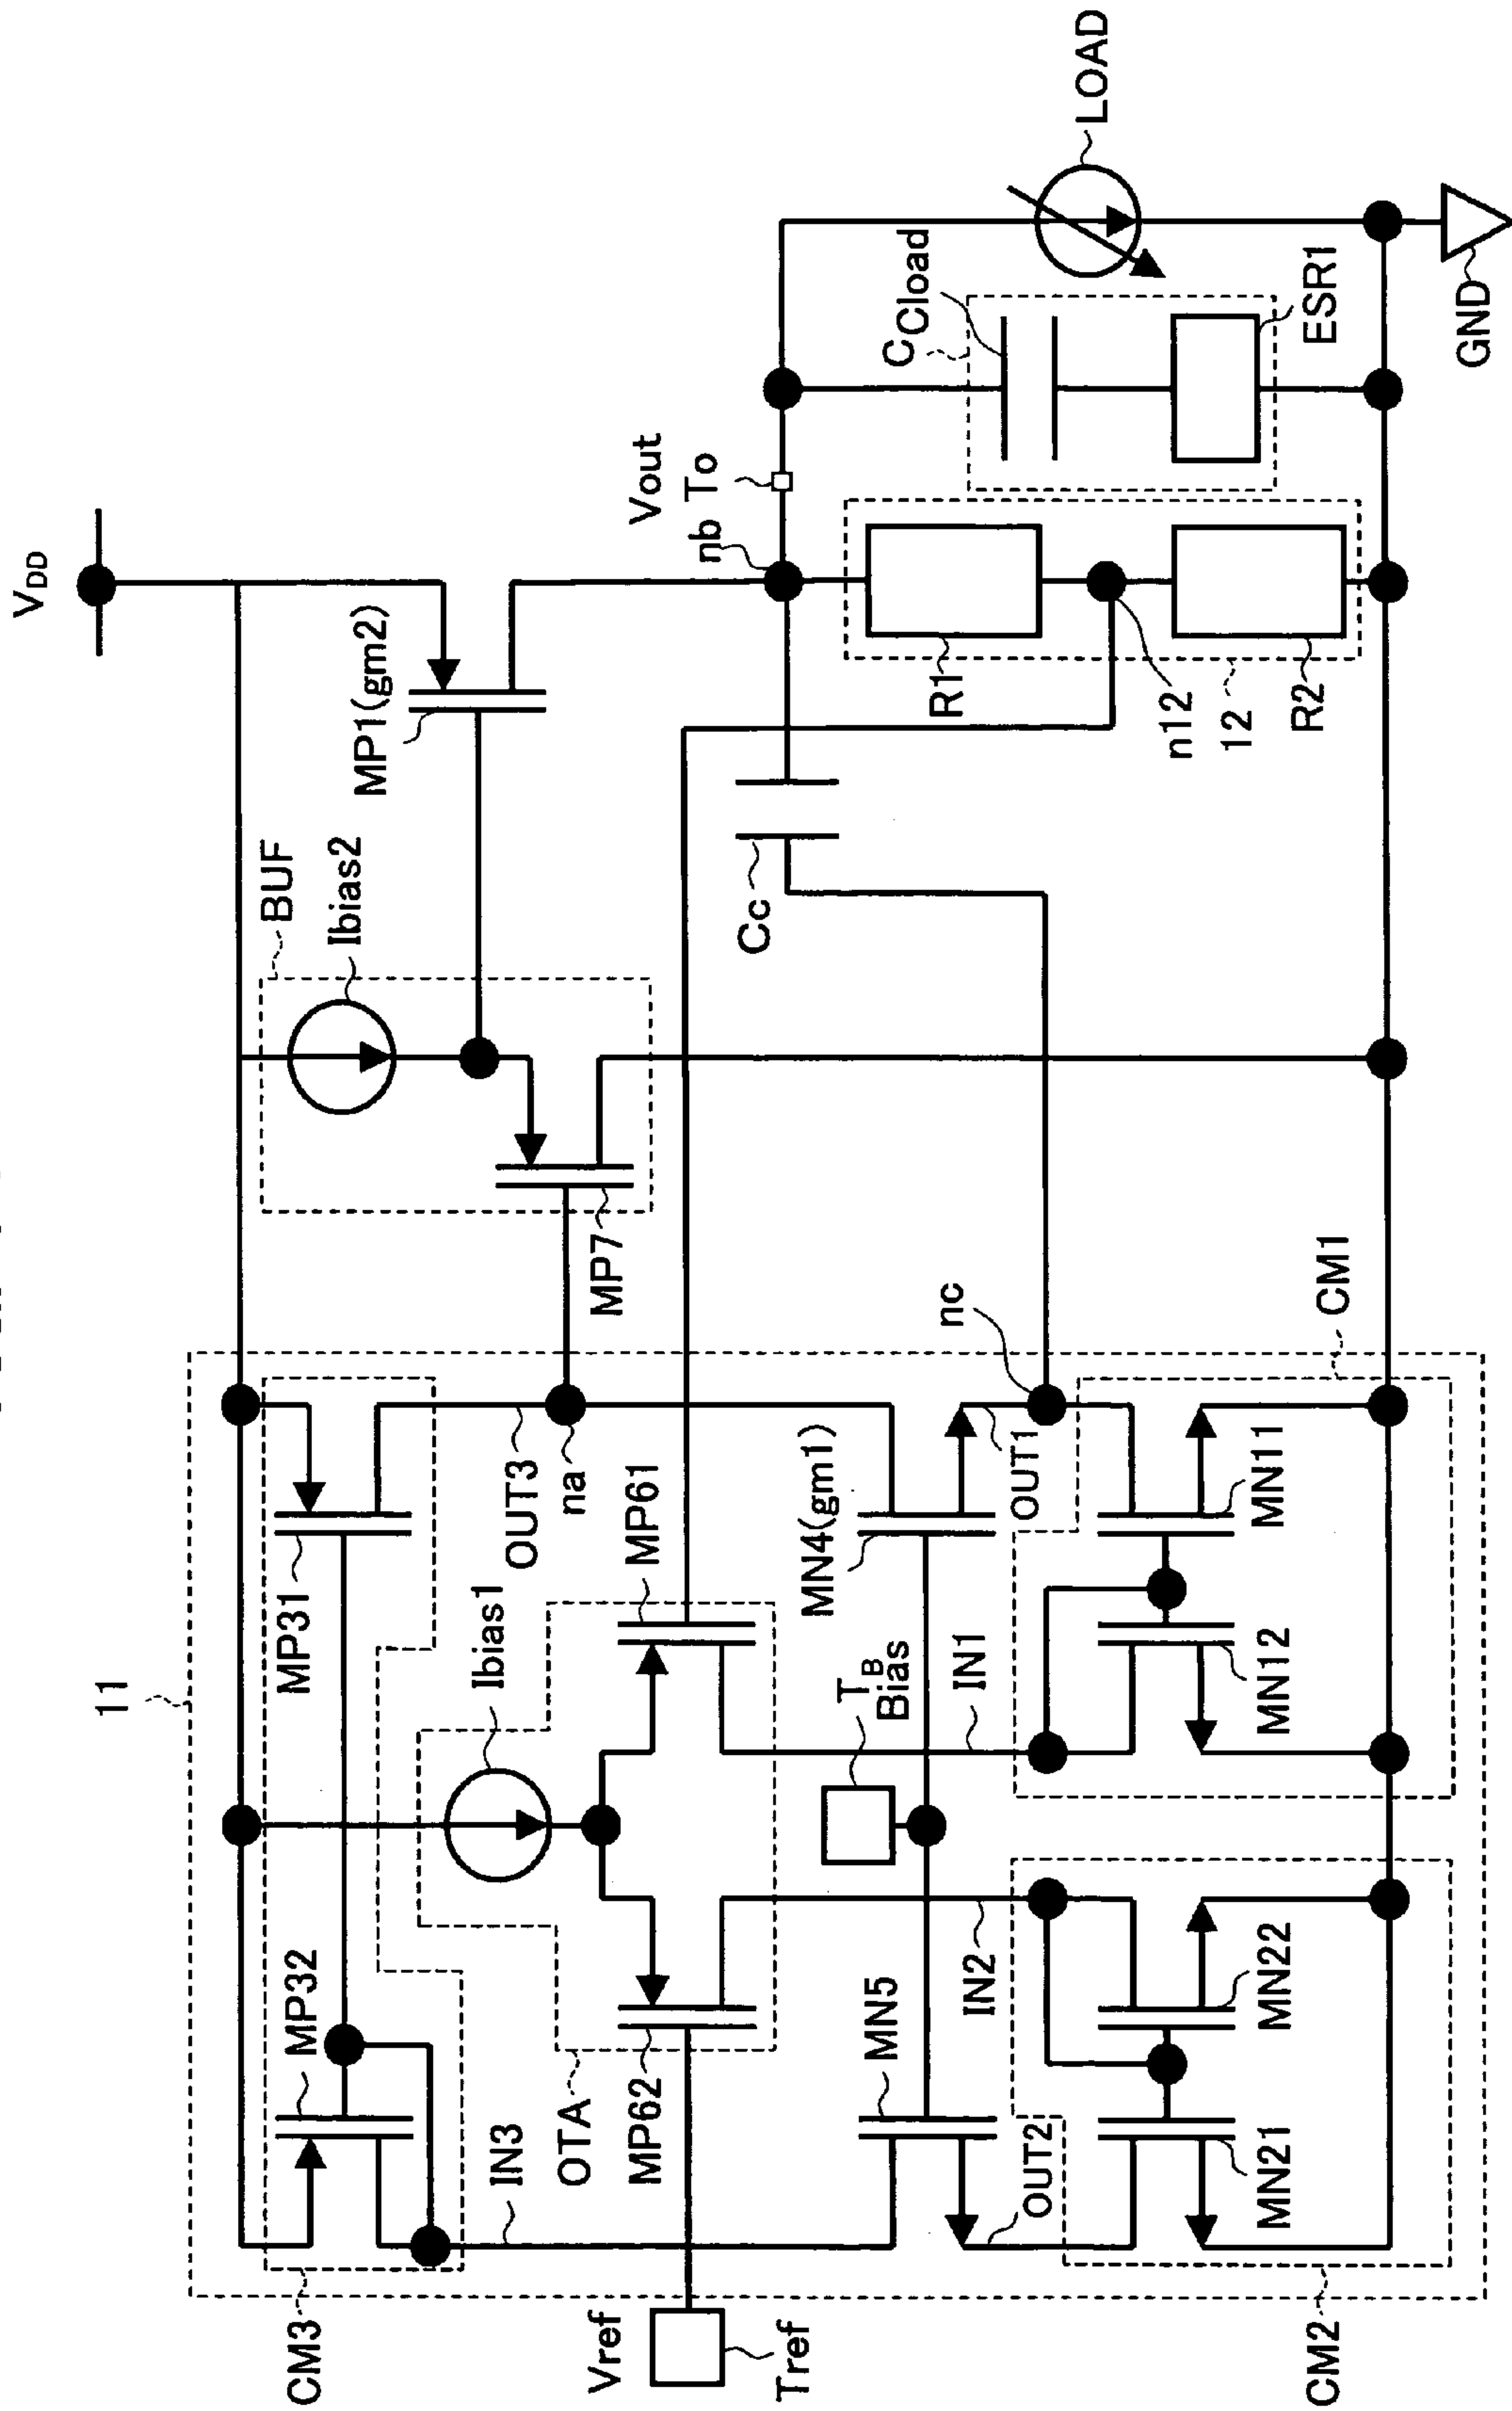 VDD
11
CM3
MP32
MP31
BUF
Ibias2
MP1(gm2)
IN3
Ibias1
OUT3
na
MP7
Vout
nb
To
OTA
MP62
MP61
Vref
Tref
TB
Bias
Cc
R1
C
Cload
LOAD
MN5
MN4(gm1)
nc
n12
12
OUT2
IN2
IN1
OUT1
CM1
R2
ESR1
MN21
MN22
MN12
MN11
CM2
GND